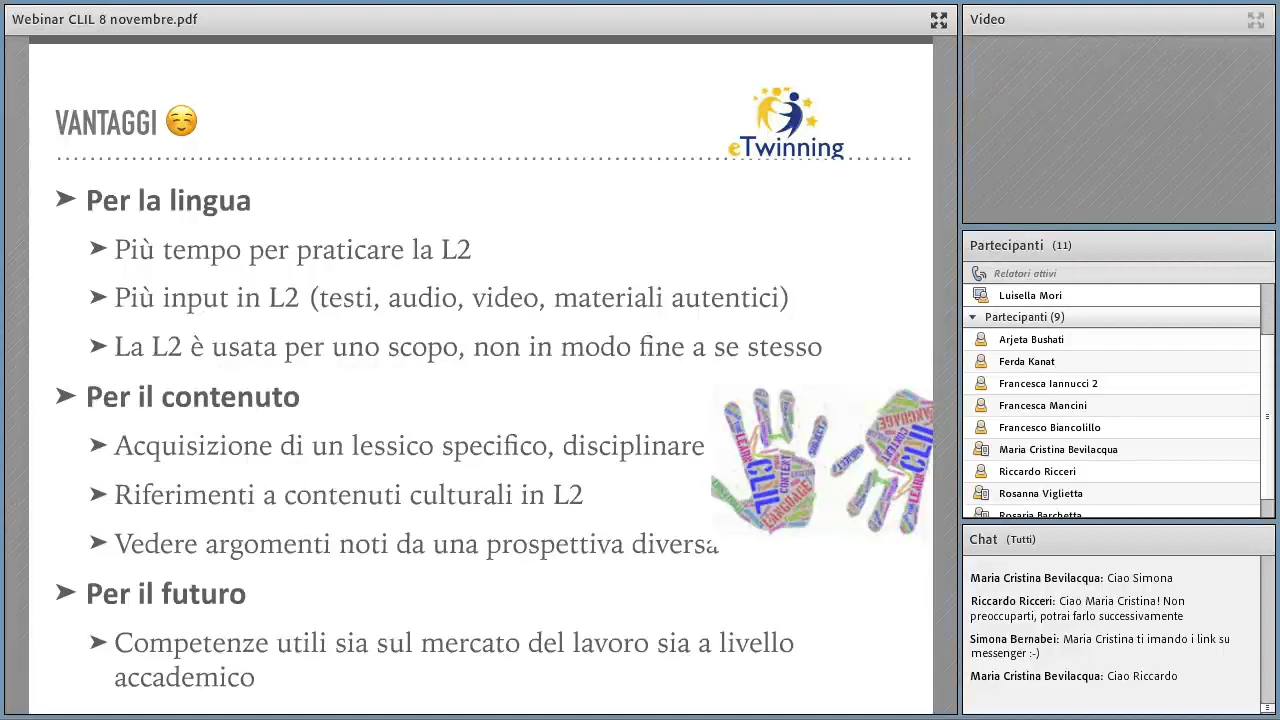 Webinar CLIL 8 novembre.pdf
VANTAGGI
eTwinning
Per la lingua
Più tempo per praticare la L2
Più input in L2 (testi, audio, video, materiali autentici)
La L2 è usata per uno scopo, non in modo fine a se stesso
Per il contenuto
Acquisizione di un lessico specifico, disciplinare
Riferimenti a contenuti culturali in L2
Vedere argomenti noti da una prospettiva diversa
CLIL
LANGUAGE
CONTEXT
LEARN
Per il futuro
Competenze utili sia sul mercato del lavoro sia a livello
accademico
Video
Partecipanti (11)
Relatori attivi
Luisella Mori
Partecipanti (9)
Arjeta Bushati
Ferda Kanat
Francesca Iannucci 2
Francesca Mancini
Francesco Biancolillo
Maria Cristina Bevilacqua
Riccardo Ricceri
Rosanna Viglietta
Rosaria Barchetta
Chat (Tutti)
Maria Cristina Bevilacqua: Ciao Simona
Riccardo Ricceri: Ciao Maria Cristina! Non
preoccuparti, potrai farlo successivamente
Simona Bernabei: Maria Cristina ti imando i link su
messenger :-)
Maria Cristina Bevilacqua: Ciao Riccardo